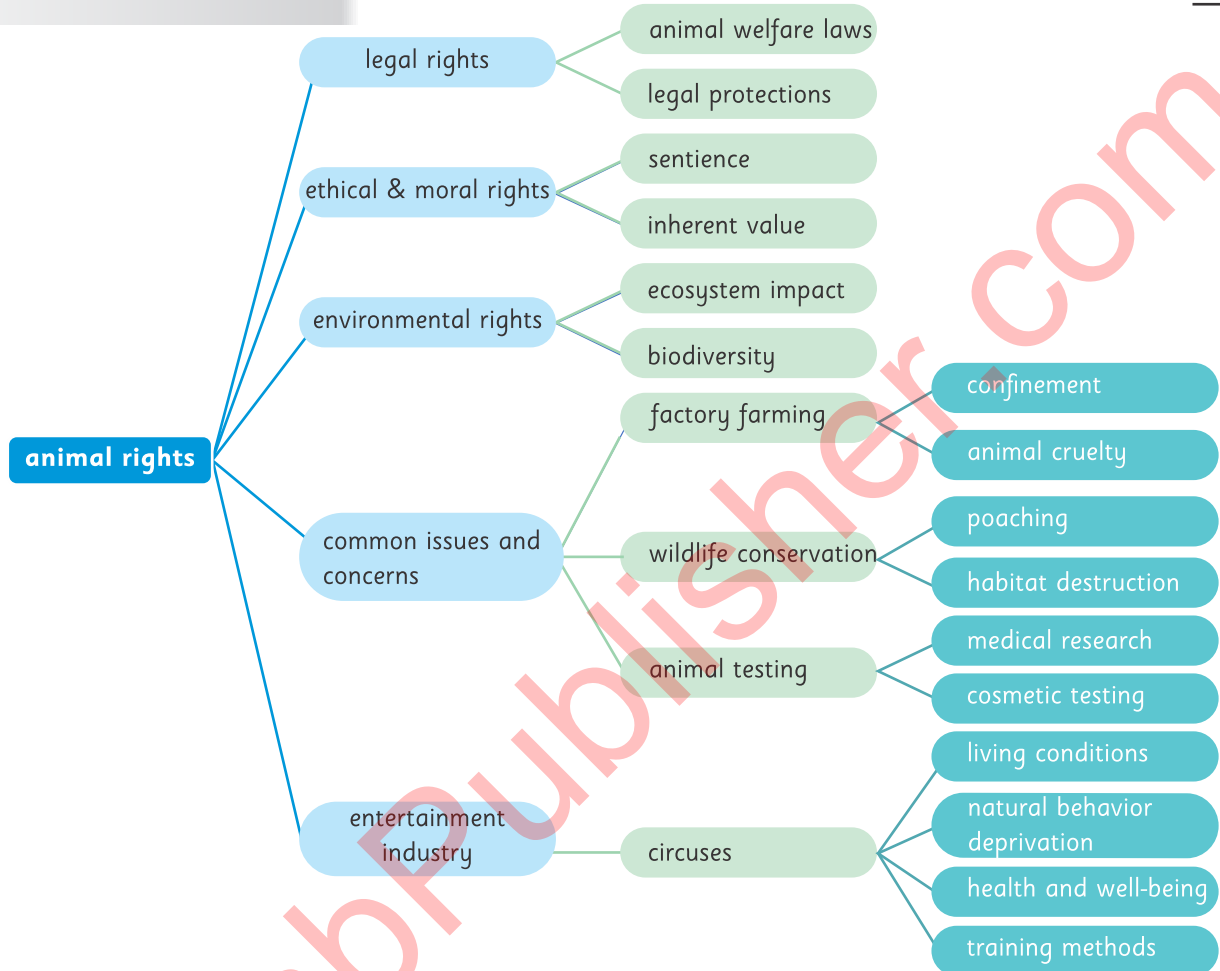 animal rights
legal rights
animal welfare laws
legal protections
ethical & moral rights
sentience
inherent value
environmental rights
ecosystem impact
biodiversity
common issues and
concerns
factory farming
confinement
animal cruelty
wildlife conservation
poaching
habitat destruction
animal testing
medical research
cosmetic testing
entertainment
industry
circuses
living conditions
natural behavior
deprivation
health and well-being
training methods
bPublisher.com